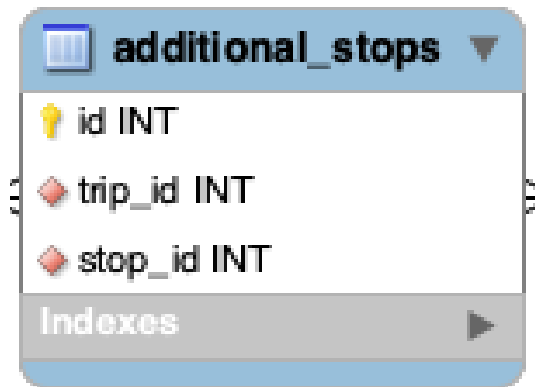 additional_stops
id INT
trip_id INT
stop_id INT
Indexes